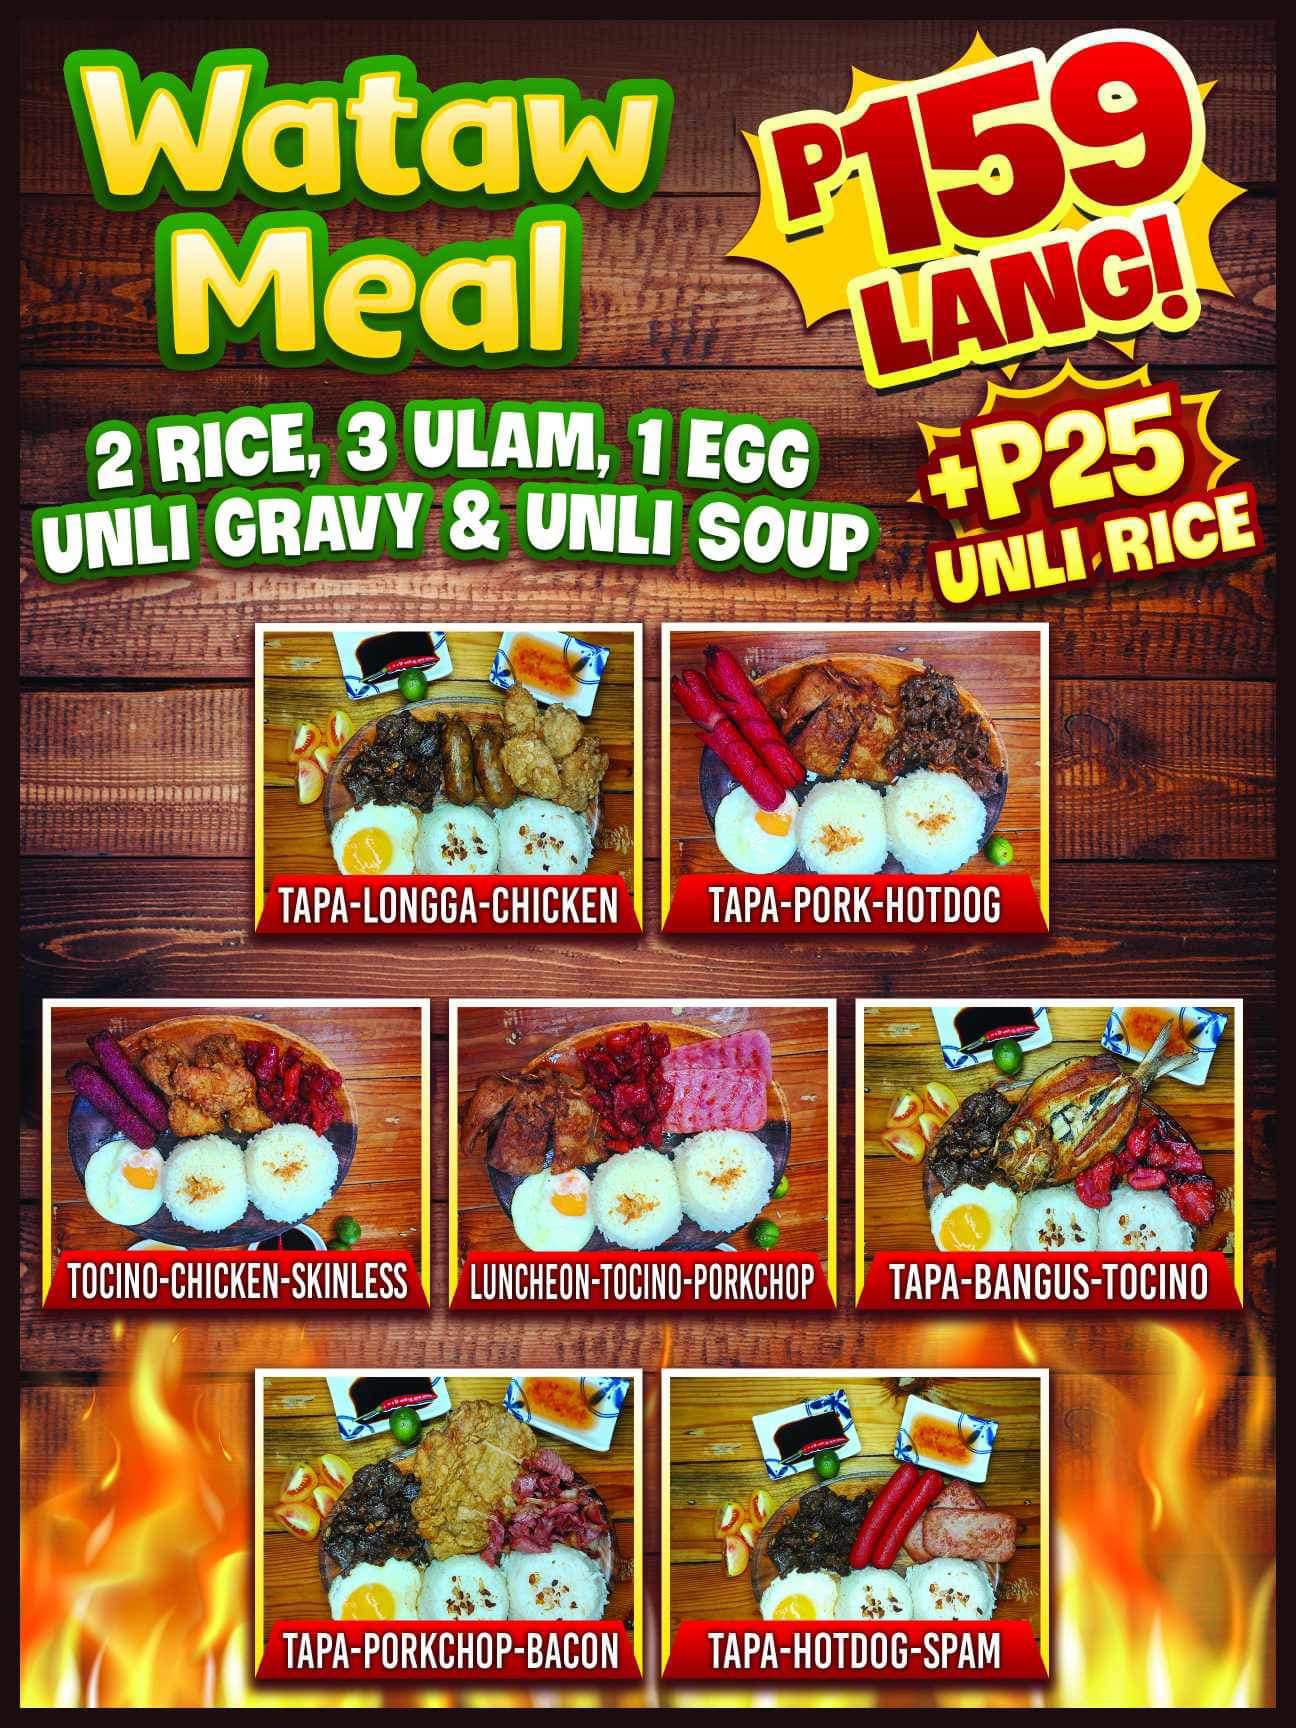 Wataw
Meal
P159
LANG!
2 RICE, 3 ULAM, 1 EGG
UNLI GRAVY & UNLI SOUP
+P25
UNLI RICE
TAPA-LONGGA-CHICKEN
TAPA-PORK-HOTDOG
TOCINO-CHICKEN-SKINLESS
LUNCHEON-TOCINO-PORKCHOP
TAPA-BANGUS-TOCINO
TAPA-PORKCHOP-BACON
TAPA-HOTDOG-SPAM